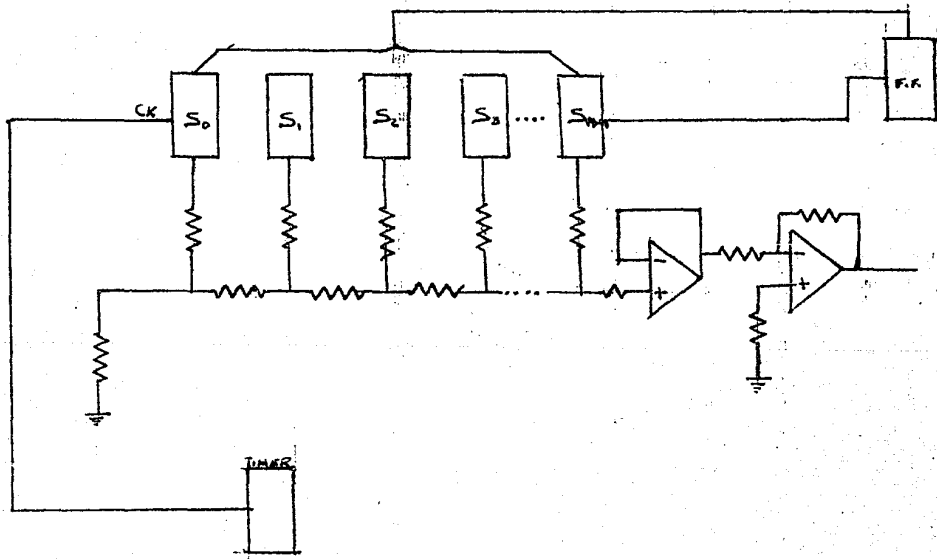 F.F.
CK
S0
S1
S2
S3 ....
- +
- +
.....
TIMER